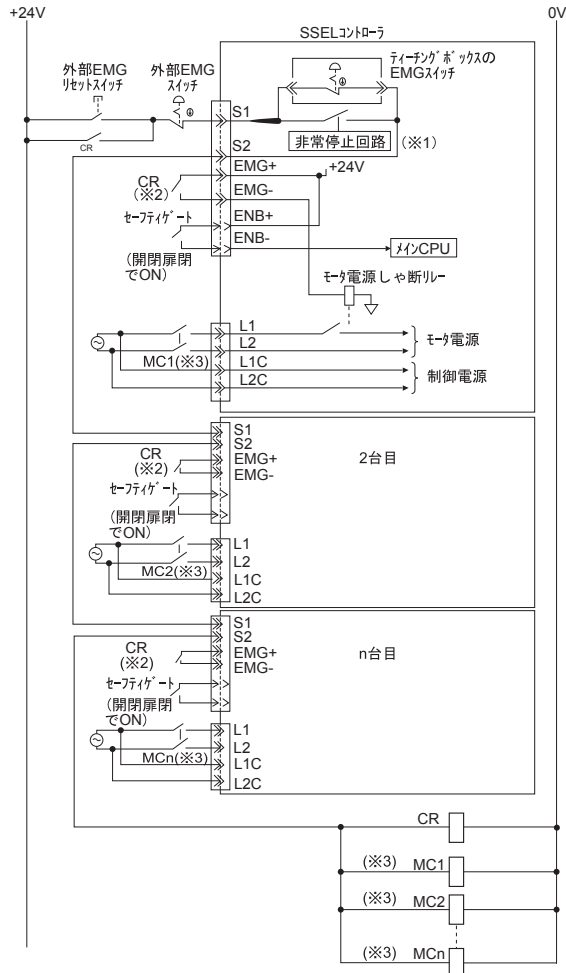 +24V
0V
SSELコントローラ
ティーチングボックスの
EMGスイッチ
外部EMG
リセットスイッチ
外部EMG
スイッチ
S1
CR
非常停止回路
(※1)
S2
EMG+
+24V
CR
(※2)
EMG-
セーフティゲート
ENB+
ENB-
メインCPU
(開閉扉閉
でON)
モータ電源しゃ断リレー
L1
L2
モータ電源
MC1(※3)
L1C
制御電源
L2C
S1
S2
CR
(※2)
EMG+
2台目
EMG-
セーフティゲート
(開閉扉閉
でON)
L1
L2
MC2(※3)
L1C
L2C
S1
S2
CR
(※2)
EMG+
n台目
EMG-
セーフティゲート
(開閉扉閉
でON)
L1
L2
MCn(※3)
L1C
L2C
CR
(※3) MC1
(※3) MC2
(※3) MCn